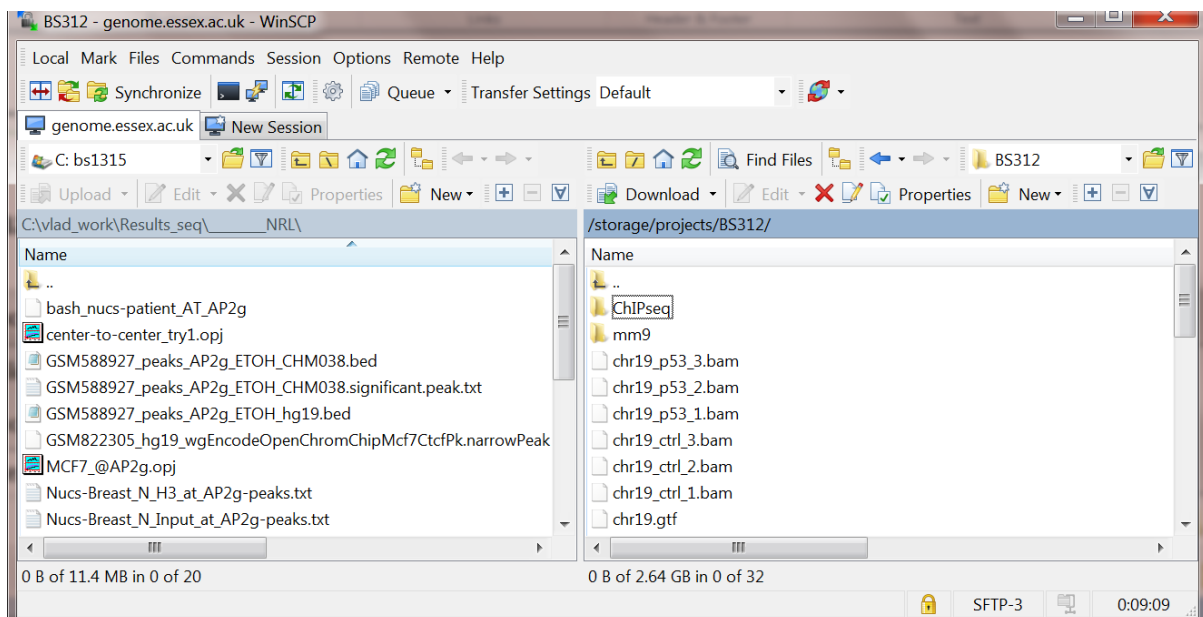 Links Header & Footer Text
BS312 - genome.essex.ac.uk - WinSCP
Local Mark Files Commands Session Options Remote Help
Synchronize Queue Transfer Settings Default
genome.essex.ac.uk New Session
C: bs1315 Find Files BS312
Upload Edit Properties New Download Edit Properties New
C:\vlad_work\Results_seq\_______NRL\ /storage/projects/BS312/
Name Name
.. ..
bash_nucs-patient_AT_AP2g ChIPseq
center-to-center_try1.opj mm9
GSM588927_peaks_AP2g_ETOH_CHM038.bed chr19_p53_3.bam
GSM588927_peaks_AP2g_ETOH_CHM038.significant.peak.txt chr19_p53_2.bam
GSM588927_peaks_AP2g_ETOH_hg19.bed chr19_p53_1.bam
GSM822305_hg19_wgEncodeOpenChromChipMcf7CtcfPk.narrowPeak chr19_ctrl_3.bam
MCF7_@AP2g.opj chr19_ctrl_2.bam
Nucs-Breast_N_H3_at_AP2g-peaks.txt chr19_ctrl_1.bam
Nucs-Breast_N_Input_at_AP2g-peaks.txt chr19.gtf
0 B of 11.4 MB in 0 of 20 0 B of 2.64 GB in 0 of 32
SFTP-3 0:09:09